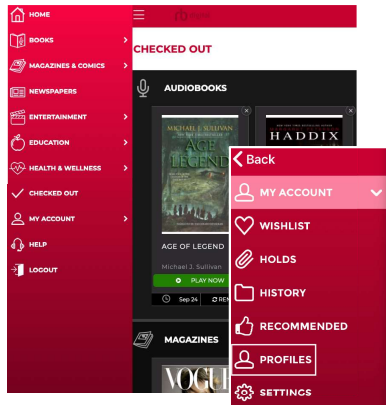 HOME
BOOKS
MAGAZINES & COMICS
NEWSPAPERS
ENTERTAINMENT
EDUCATION
HEALTH & WELLNESS
CHECKED OUT
MY ACCOUNT
HELP
LOGOUT
CHECKED OUT
AUDIOBOOKS
MICHAEL J. SULLIVAN
AGE
OF
LEGEND
HADDIX
AGE OF LEGEND
Michael J. Sullivan
PLAY NOW
Sep 24
REN
MAGAZINES
VOGUE
Back
MY ACCOUNT
WISHLIST
HOLDS
HISTORY
RECOMMENDED
PROFILES
SETTINGS